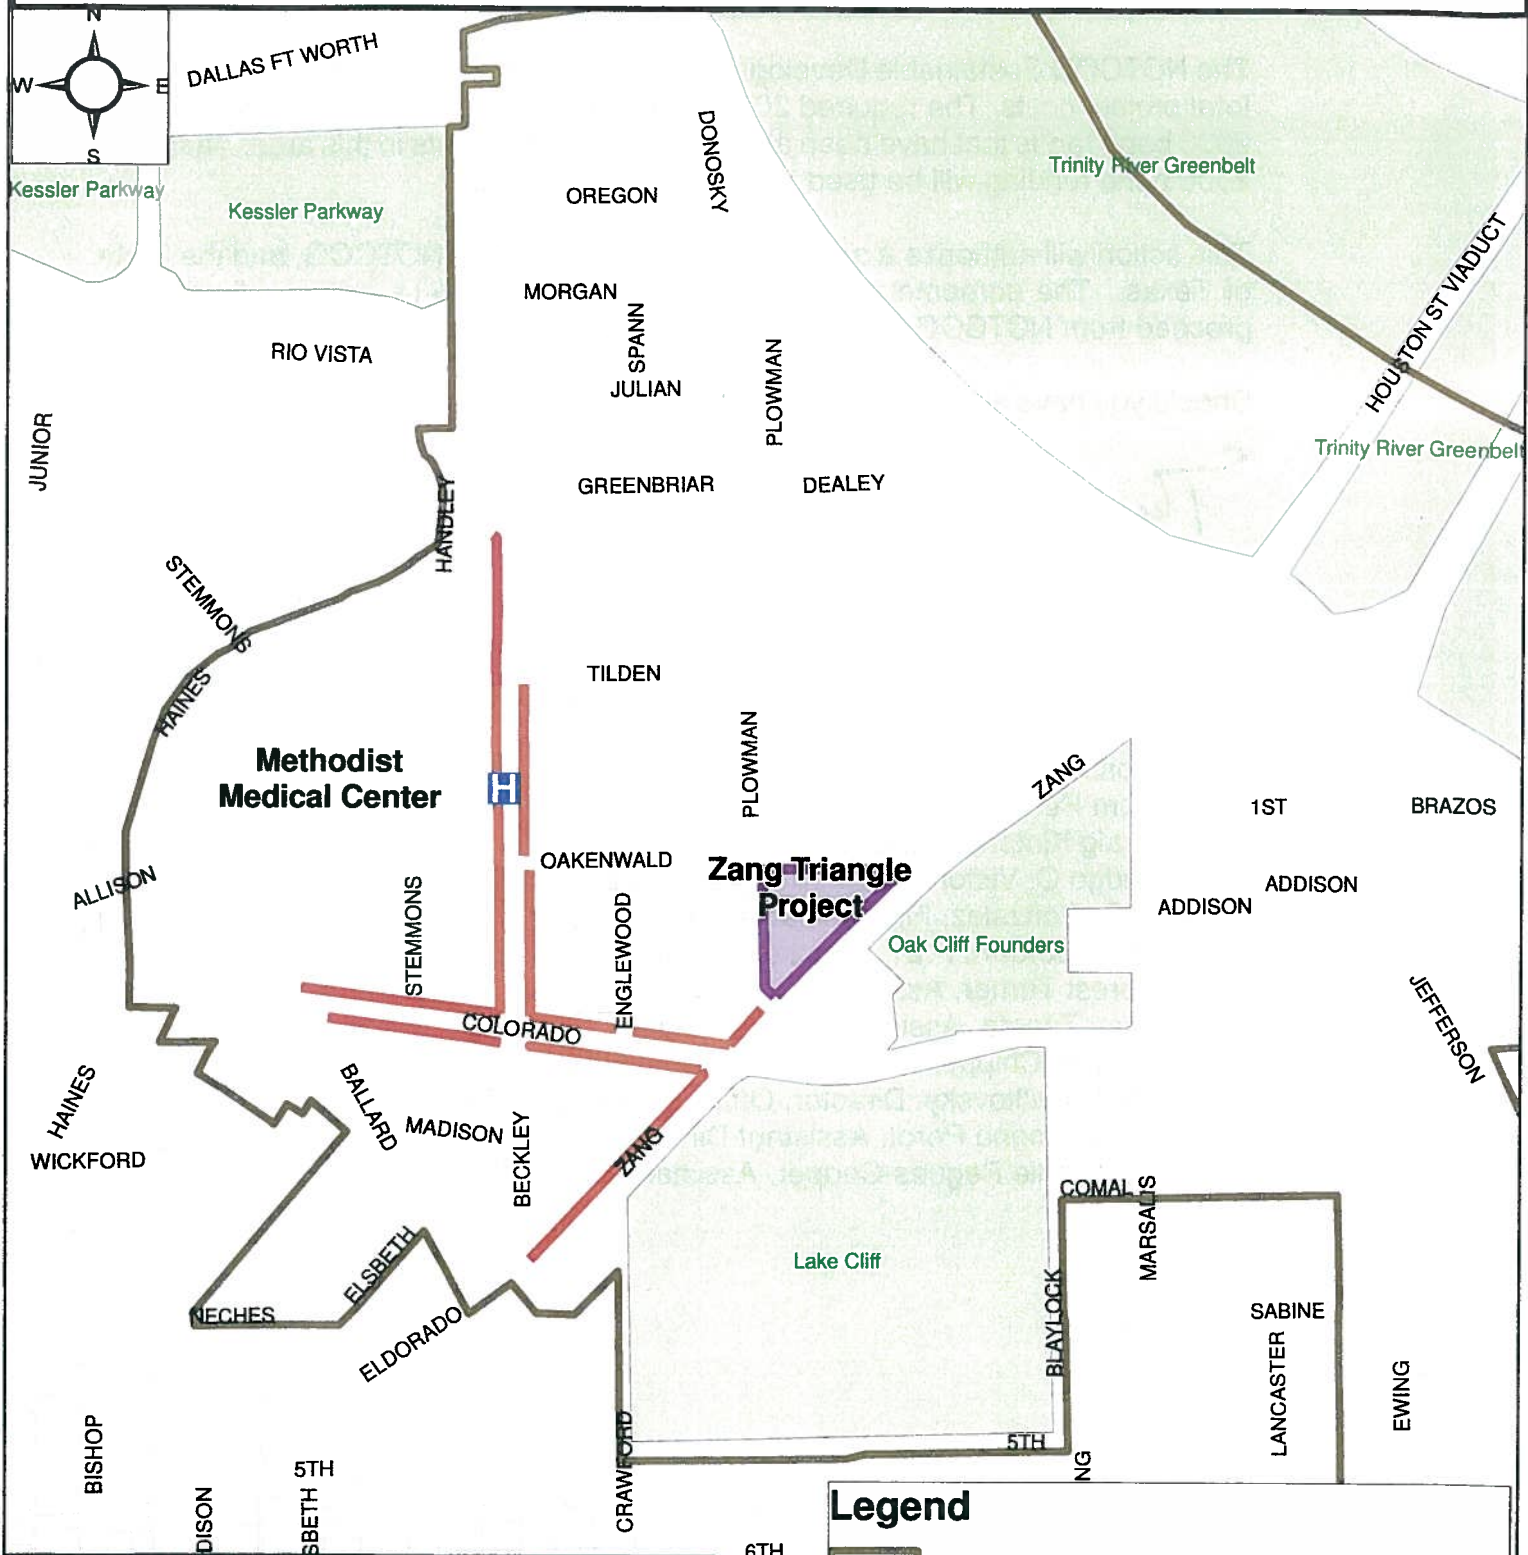 N
W
E
S
DALLAS FT WORTH
Kessler Parkway
Kessler Parkway
DONOSKY
OREGON
Trinity River Greenbelt
HOUSTON ST VIADUCT
MORGAN
SPANN
RIO VISTA
JULIAN
PLOWMAN
JUNIOR
Trinity River Greenbelt
HANDLEY
GREENBRIAR
DEALEY
STEMMONS
HAINES
TILDEN
Methodist
Medical Center
H
PLOWMAN
ZANG
1ST
BRAZOS
OAKENWALD
Zang Triangle
Project
ALLISON
STEMMONS
ENGLEWOOD
ADDISON
ADDISON
Oak Cliff Founders
COLORADO
JEFFERSON
HAINES
BALLARD
MADISON
BECKLEY
ZANG
WICKFORD
COMAL
MARSALIS
Lake Cliff
ELSBETH
NECHES
ELDORADO
BLAYLOCK
SABINE
LANCASTER
EWING
BISHOP
5TH
CRAWFORD
5TH
NG
DISON
SBETH
Legend
6TH